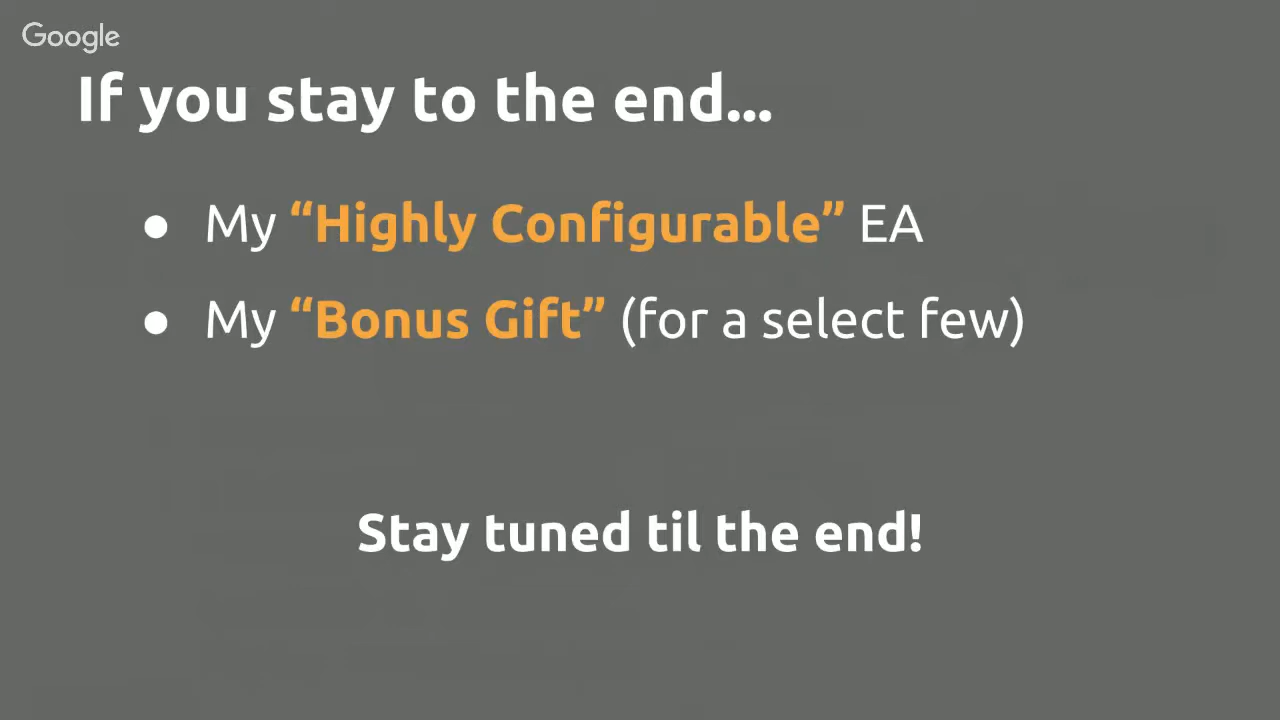 Google
If you stay to the end...
● My “Highly Configurable” EA
● My “Bonus Gift” (for a select few)
Stay tuned til the end!